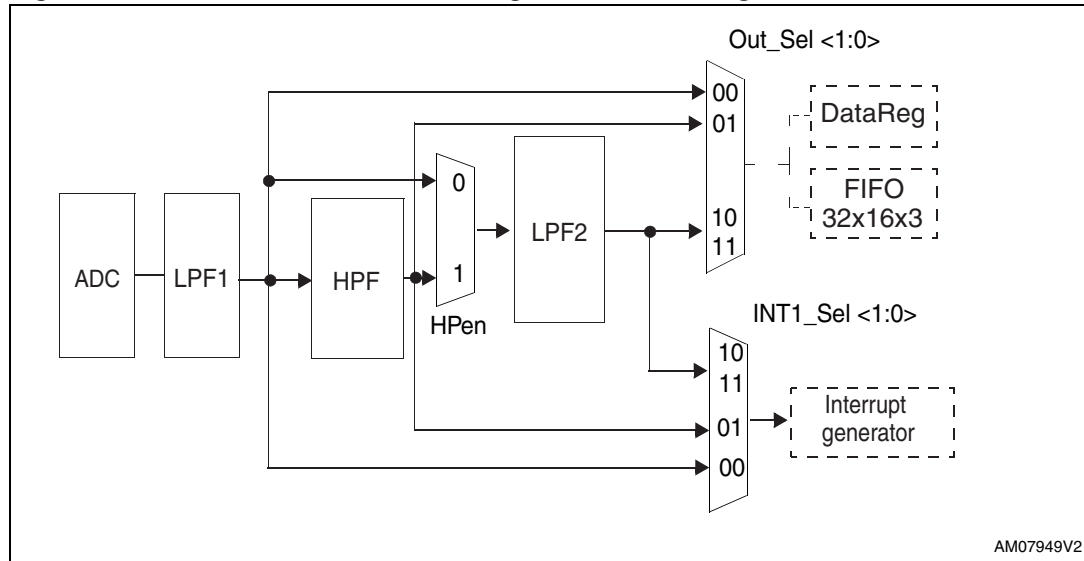 Out_Sel <1:0>
00
01
DataReg
0
FIFO
32x16x3
10
11
ADC
LPF1
HPF
1
LPF2
HPen
INT1_Sel <1:0>
10
11
01
00
Interrupt
generator
AM07949V2